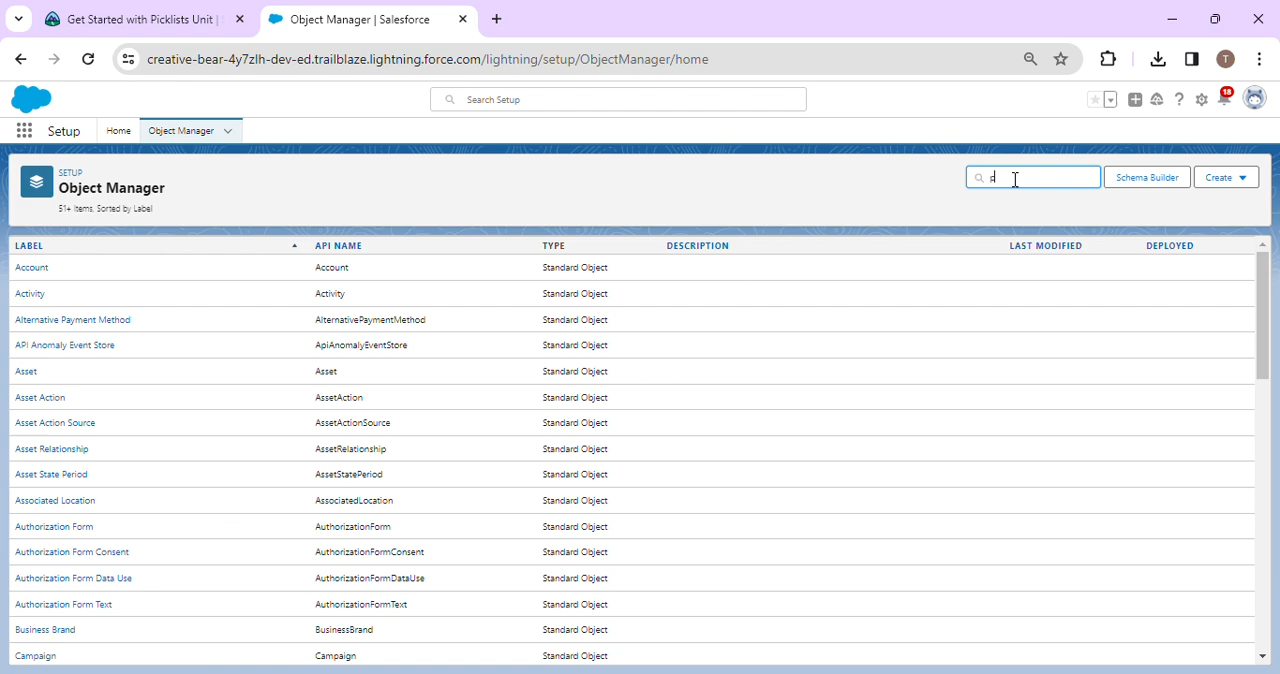 Get Started with Picklists Unit |
Object Manager | Salesforce
creative-bear-4y7zlh-dev-ed.trailblaze.lightning.force.com/lightning/setup/ObjectManager/home
T
Search Setup
18
Setup
Home
Object Manager
SETUP
Object Manager
51+ Items, Sorted by Label
p
Schema Builder
Create
LABEL API NAME TYPE DESCRIPTION LAST MODIFIED DEPLOYED
Account Account Standard Object
Activity Activity Standard Object
Alternative Payment Method AlternativePaymentMethod Standard Object
API Anomaly Event Store ApiAnomalyEventStore Standard Object
Asset Asset Standard Object
Asset Action AssetAction Standard Object
Asset Action Source AssetActionSource Standard Object
Asset Relationship AssetRelationship Standard Object
Asset State Period AssetStatePeriod Standard Object
Associated Location AssociatedLocation Standard Object
Authorization Form AuthorizationForm Standard Object
Authorization Form Consent AuthorizationFormConsent Standard Object
Authorization Form Data Use AuthorizationFormDataUse Standard Object
Authorization Form Text AuthorizationFormText Standard Object
Business Brand BusinessBrand Standard Object
Campaign Campaign Standard Object